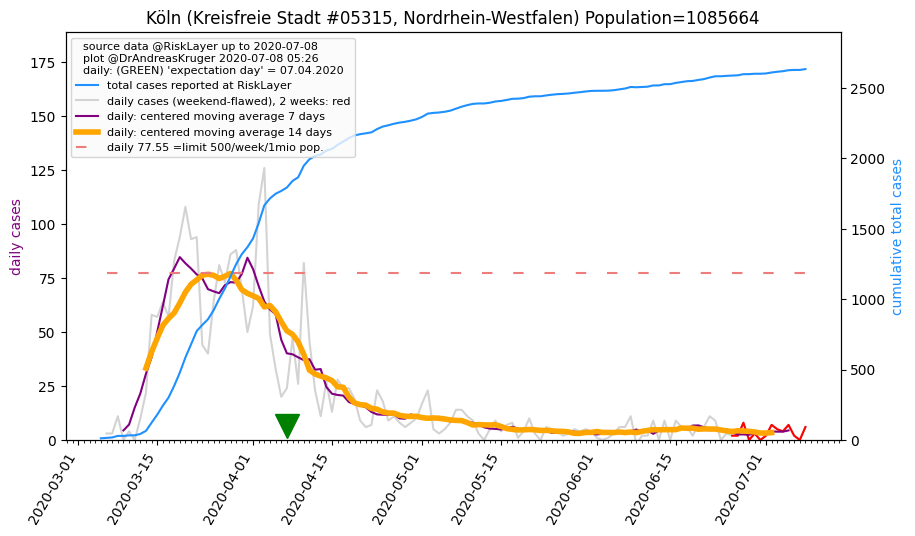 Köln (Kreisfreie Stadt #05315, Nordrhein-Westfalen) Population=1085664
source data @RiskLayer up to 2020-07-08
plot @DrAndreasKruger 2020-07-08 05:26
daily: (GREEN) 'expectation day' = 07.04.2020
total cases reported at RiskLayer
daily cases (weekend-flawed), 2 weeks: red
daily: centered moving average 7 days
daily: centered moving average 14 days
daily 77.55 =limit 500/week/1mio pop.
daily cases
175
150
125
100
75
50
25
0
cumulative total cases
2500
2000
1500
1000
500
0
2020-03-01
2020-03-15
2020-04-01
2020-04-15
2020-05-01
2020-05-15
2020-06-01
2020-06-15
2020-07-01